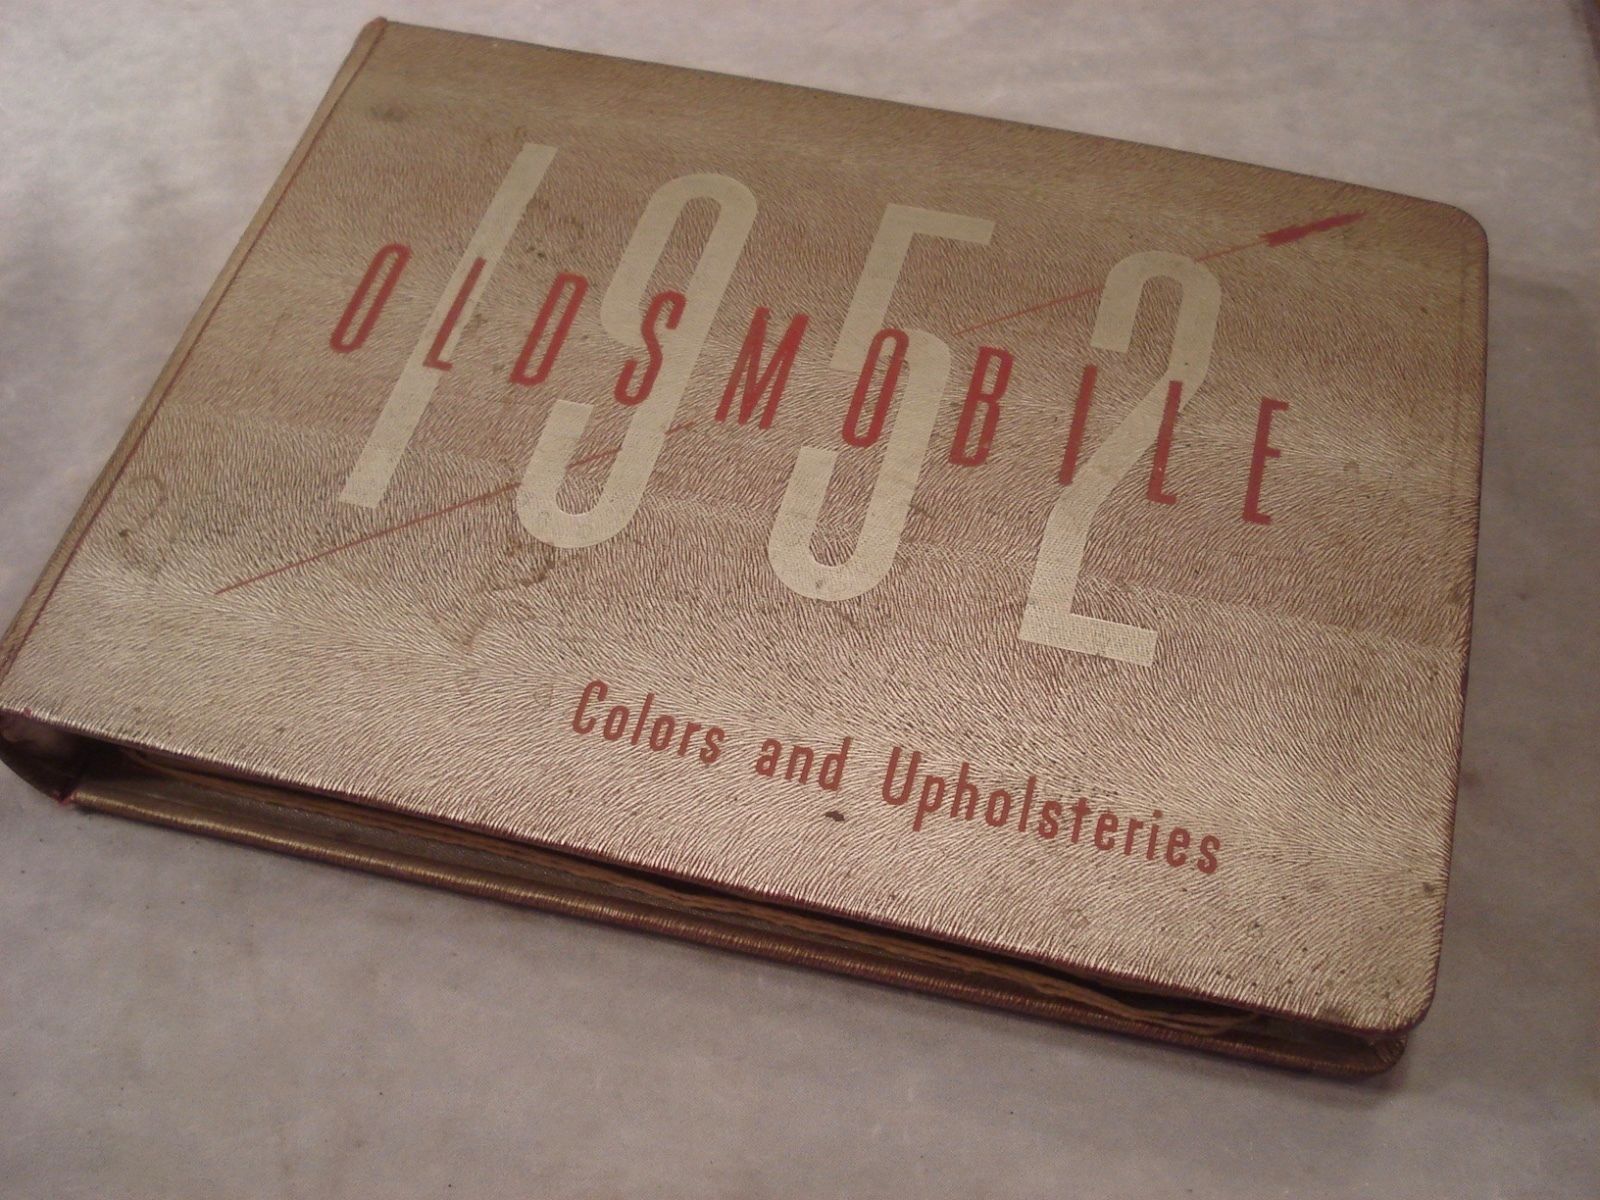 1952
OLDSMOBILE
Colors and Upholsteries